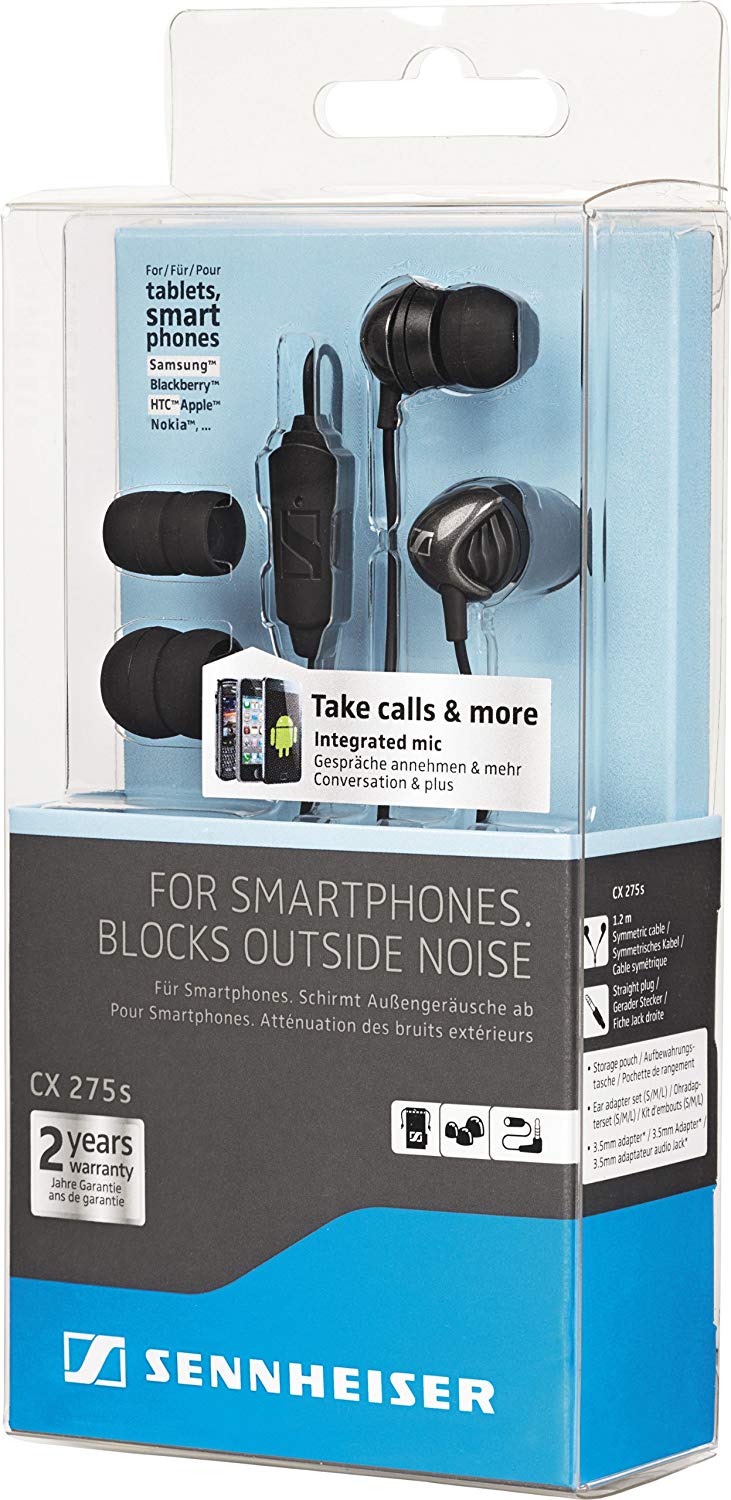 For/Für/Pour
tablets,
smart
phones
Samsung™
Blackberry™
HTC™ Apple™
Nokia™, ...
Take calls & more
Integrated mic
Gespräche annehmen & mehr
Conversation & plus
FOR SMARTPHONES.
BLOCKS OUTSIDE NOISE
Für Smartphones. Schirmt Außengeräusche ab
Pour Smartphones. Atténuation des bruits extérieurs
CX 275s
2 years
warranty
Jahre Garantie
ans de garantie
SENNHEISER
CX 275s
1.2 m
Symmetric cable /
Symmetrisches Kabel /
Cable symétrique
Straight plug /
Gerader Stecker /
Fiche Jack droite
• Storage pouch / Aufbewahrungs-
tasche / Pochette de rangement
• Ear adapter set (S/M/L) / Ohradap-
terset (S/M/L) / Kit d'embouts (S/M/L)
• 3.5mm adapter* / 3.5mm Adapter* /
3.5mm adaptateur audio Jack*